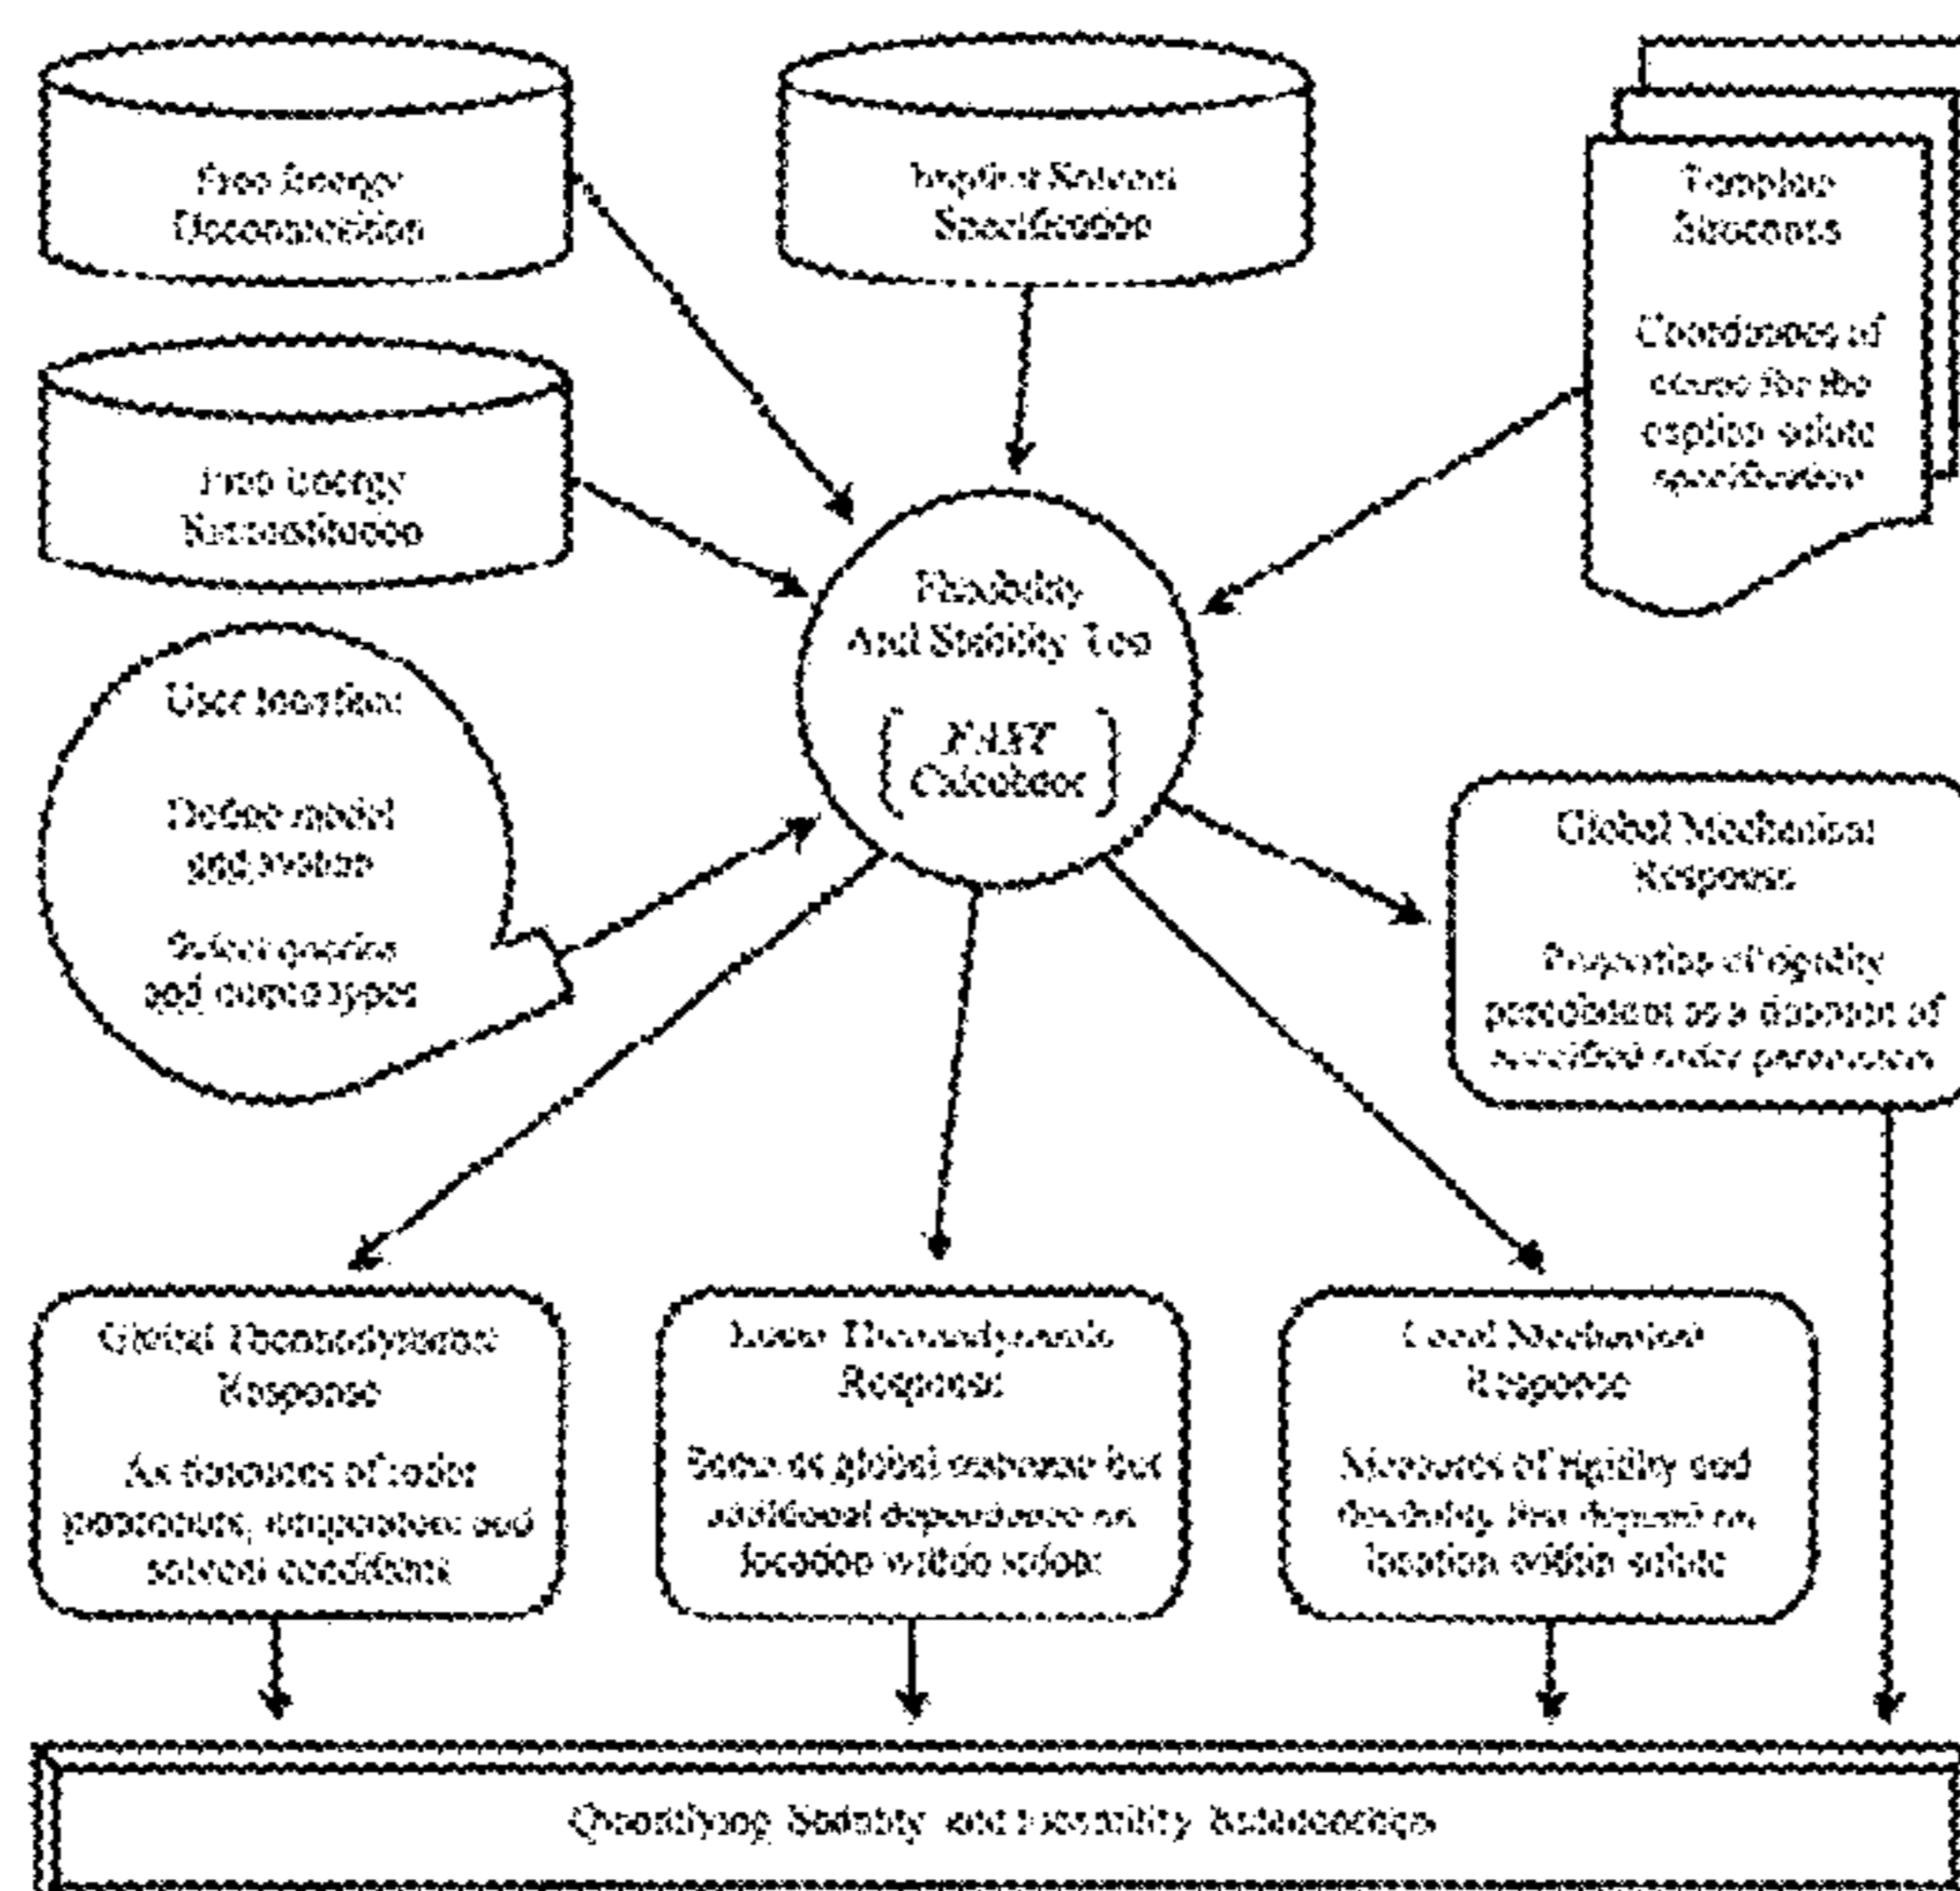 Free Energy
Decomposition
Implicit Solvent
Specification
Template
Structures
Coordinates of
atoms for the
explicit solute
specification
Free Energy
Reconstitution
Flexibility
And Stability Test
FAST
Calculator
User Interface:
Define model
and system
Select queries
and output types
Global Mechanical
Response
Properties of rigidity
percolation as a function of
specified order parameters
Global Thermodynamic
Response
As functions of order
parameters, temperature and
solvent conditions
Local Thermodynamic
Response
Same as global response but
additional dependence on
location within solute
Local Mechanical
Response
Measures of rigidity and
flexibility that depend on
location within solute
Quantifying Stability and Flexibility Relationships